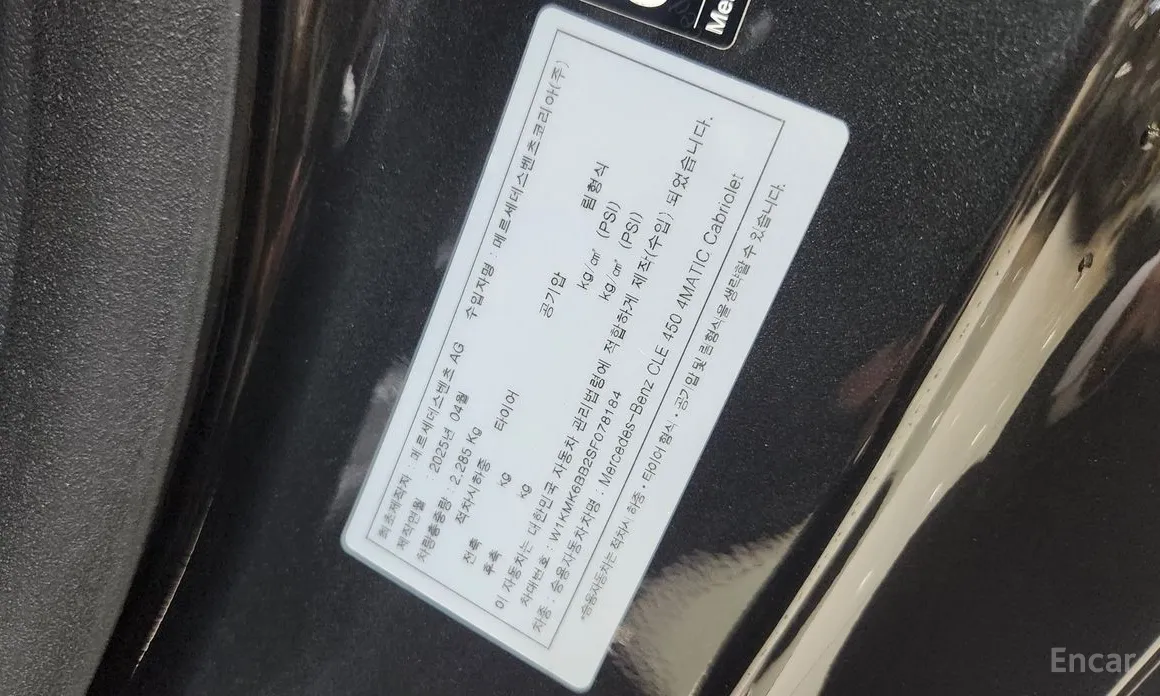 최초제작자 : 메르세데스벤츠 AG 수입자명 : 메르세데스벤츠코리아(주)
제작연월 : 2025년 04월
차량총중량 : 2,285 Kg
적차시하중 타이어 공기압 림형식
전축 kg kg/㎠ (PSI)
후축 kg kg/㎠ (PSI)
이 자동차는 대한민국 자동차 관리법령에 적합하게 제작(수입) 되었습니다.
차대번호 : W1KMK6BB2SF078184
차종 : 승용자동차 차명 : Mercedes-Benz CLE 450 4MATIC Cabriolet
*승용자동차는 적차시 하중 · 타이어 형식 · 공기압 및 림형식을 생략할 수 있습니다.
Encar